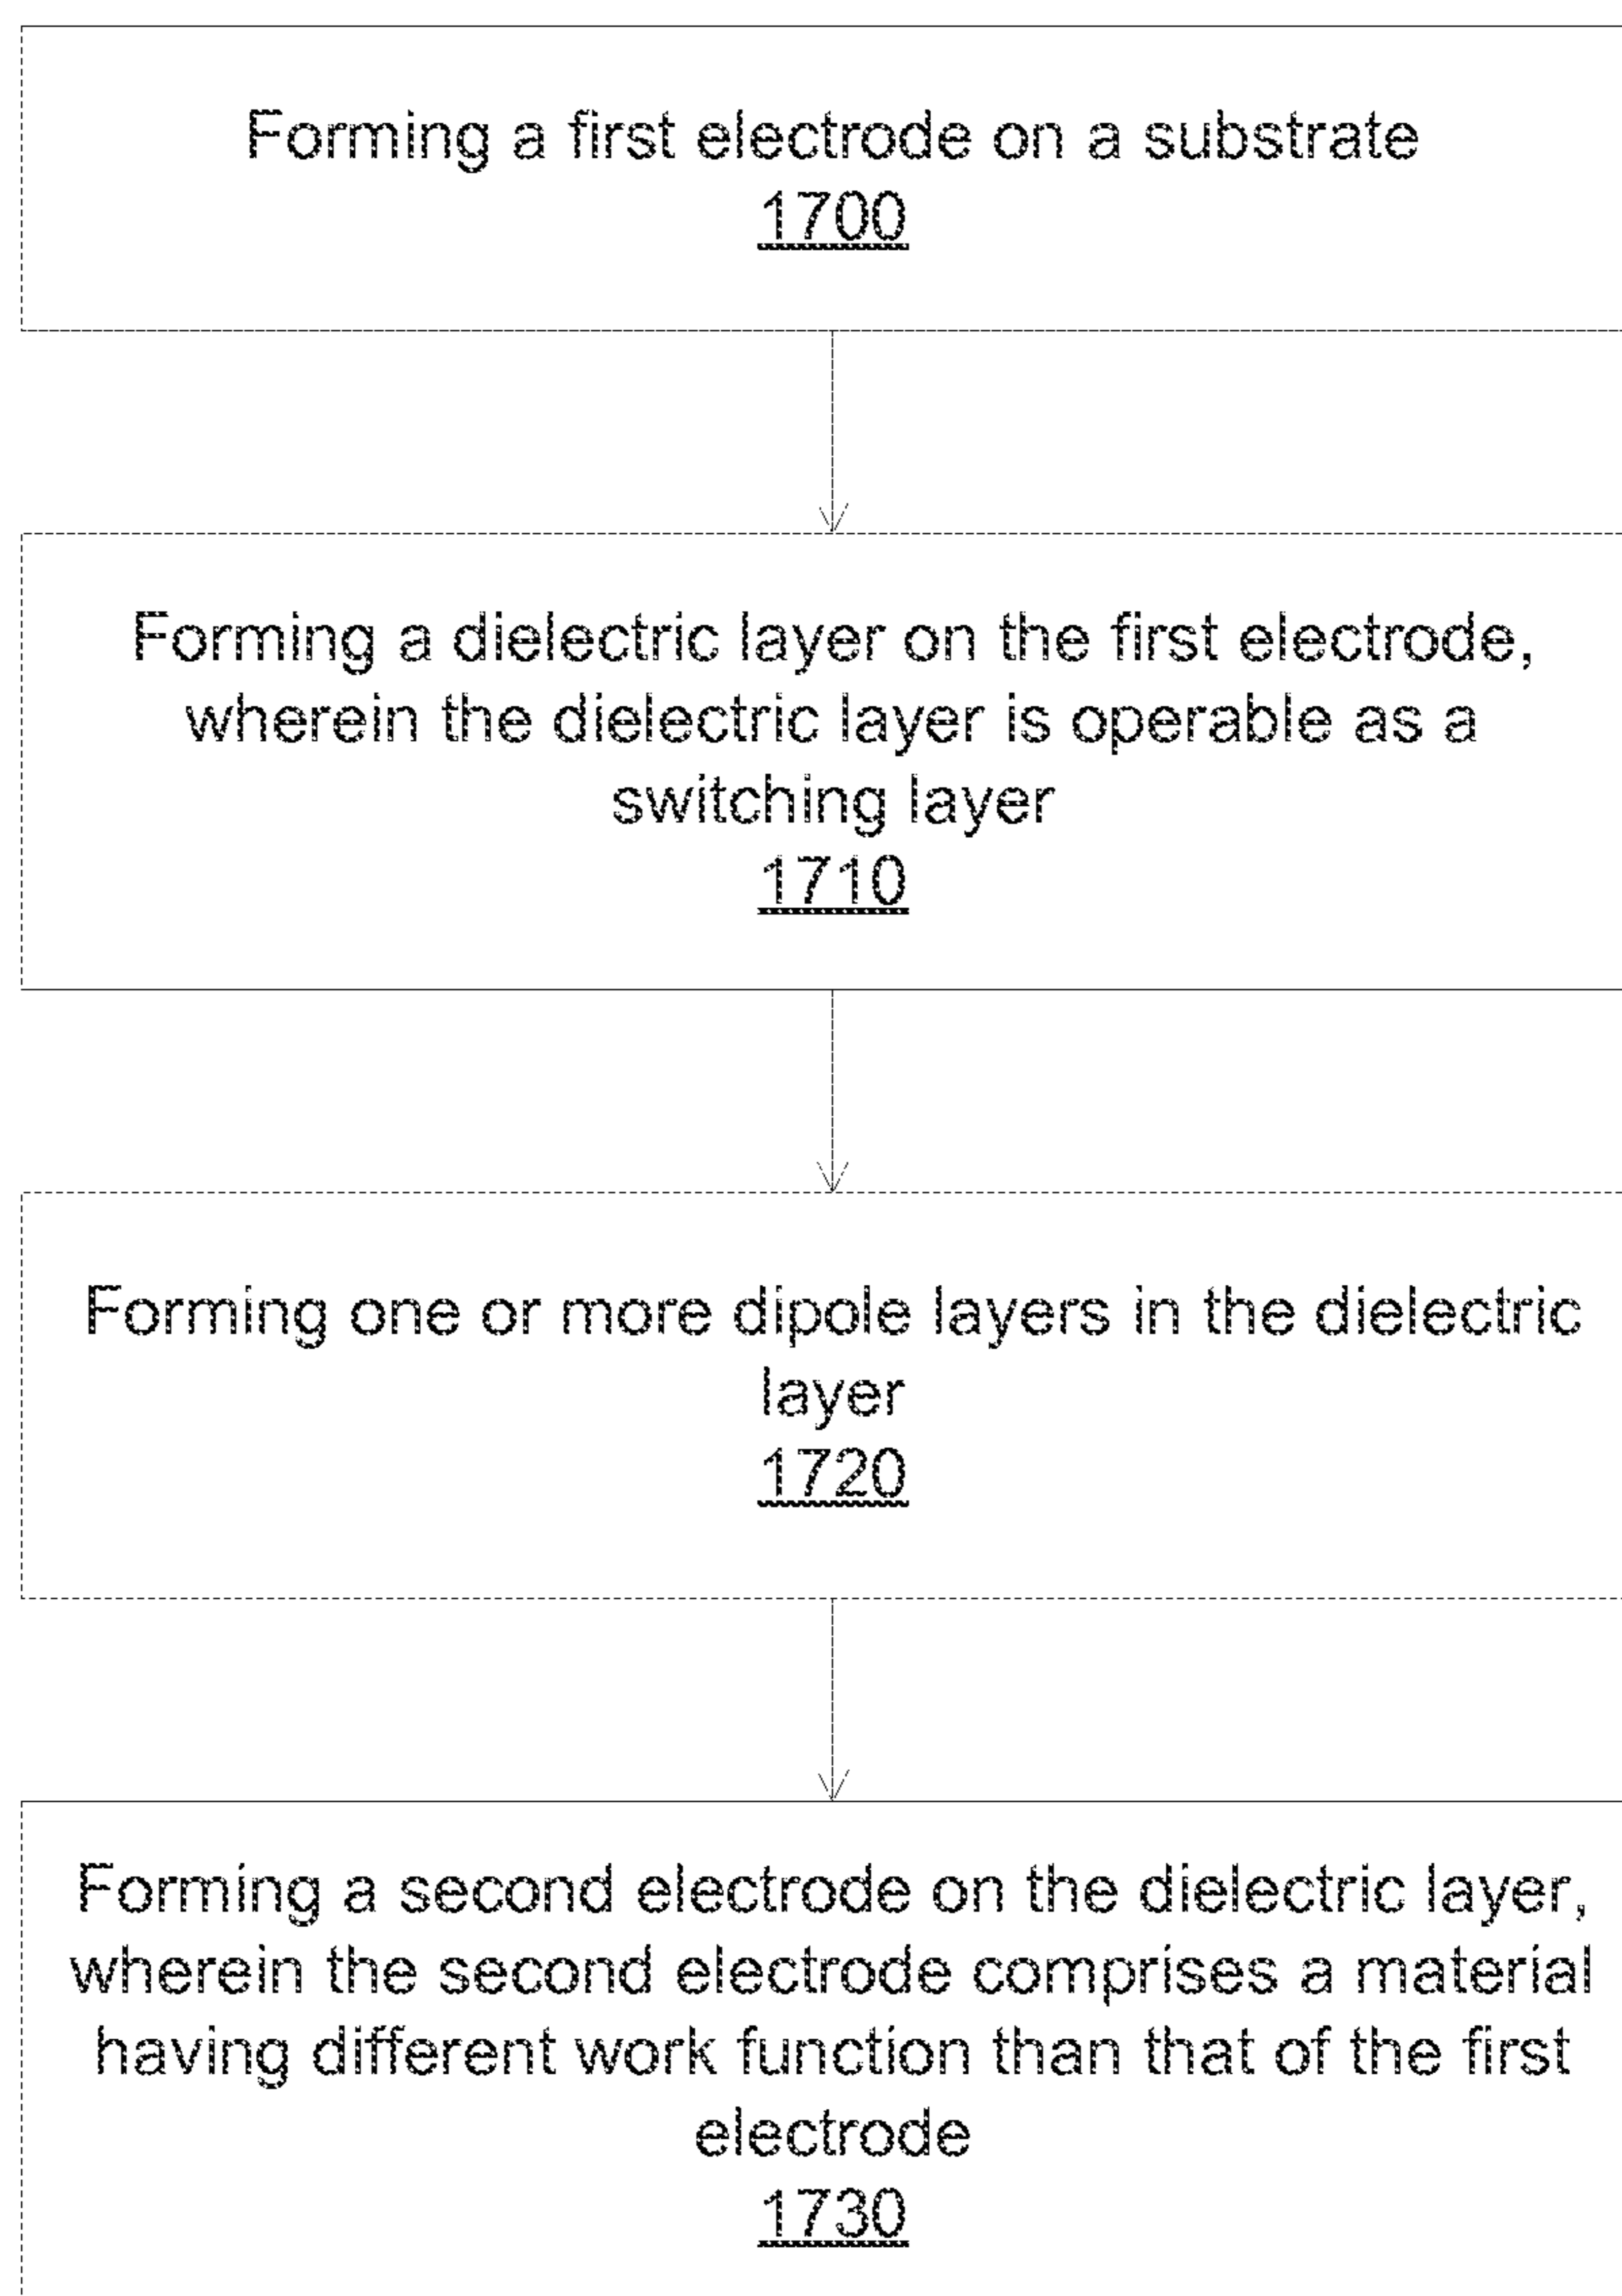 Forming a first electrode on a substrate
1700
Forming a dielectric layer on the first electrode,
wherein the dielectric layer is operable as a
switching layer
1710
Forming one or more dipole layers in the dielectric
layer
1720
Forming a second electrode on the dielectric layer,
wherein the second electrode comprises a material
having different work function than that of the first
electrode
1730